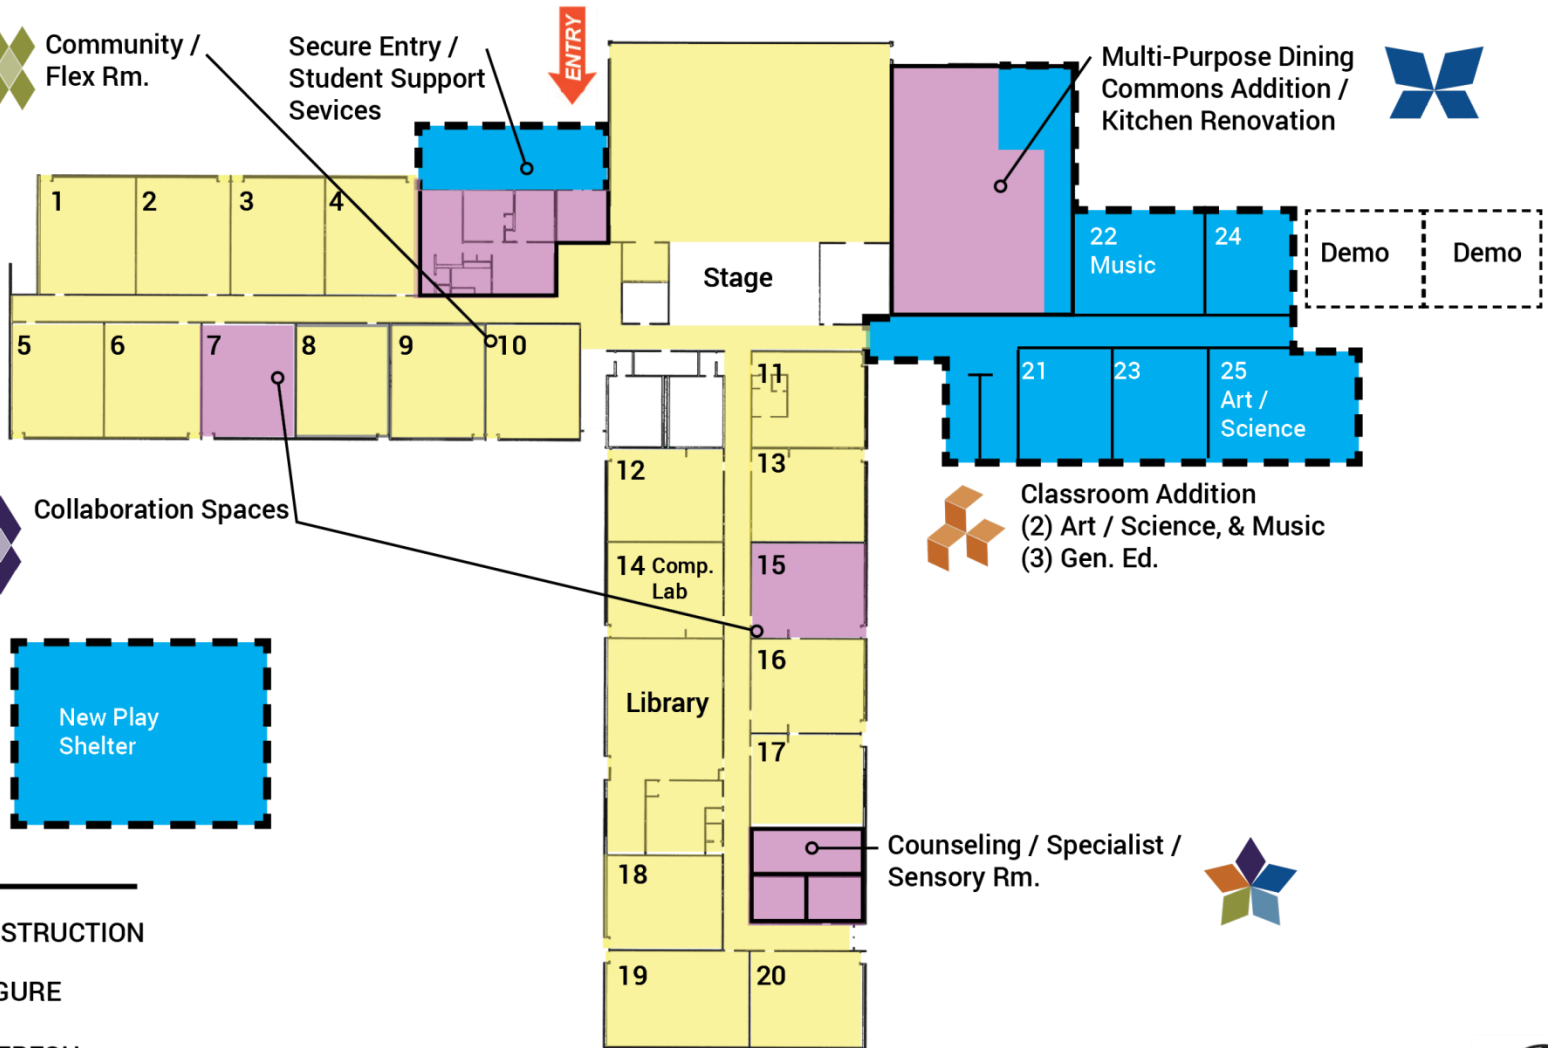 Community /
Flex Rm.
Secure Entry /
Student Support
Sevices
ENTRY
Multi-Purpose Dining
Commons Addition /
Kitchen Renovation
1
2
3
4
22
Music
24
Demo
Demo
Stage
5
6
7
8
9
10
11
21
23
25
Art /
Science
12
13
Collaboration Spaces
Classroom Addition
(2) Art / Science, & Music
(3) Gen. Ed.
14 Comp.
Lab
15
16
Library
New Play
Shelter
17
Counseling / Specialist /
Sensory Rm.
18
STRUCTION
GURE
19
20